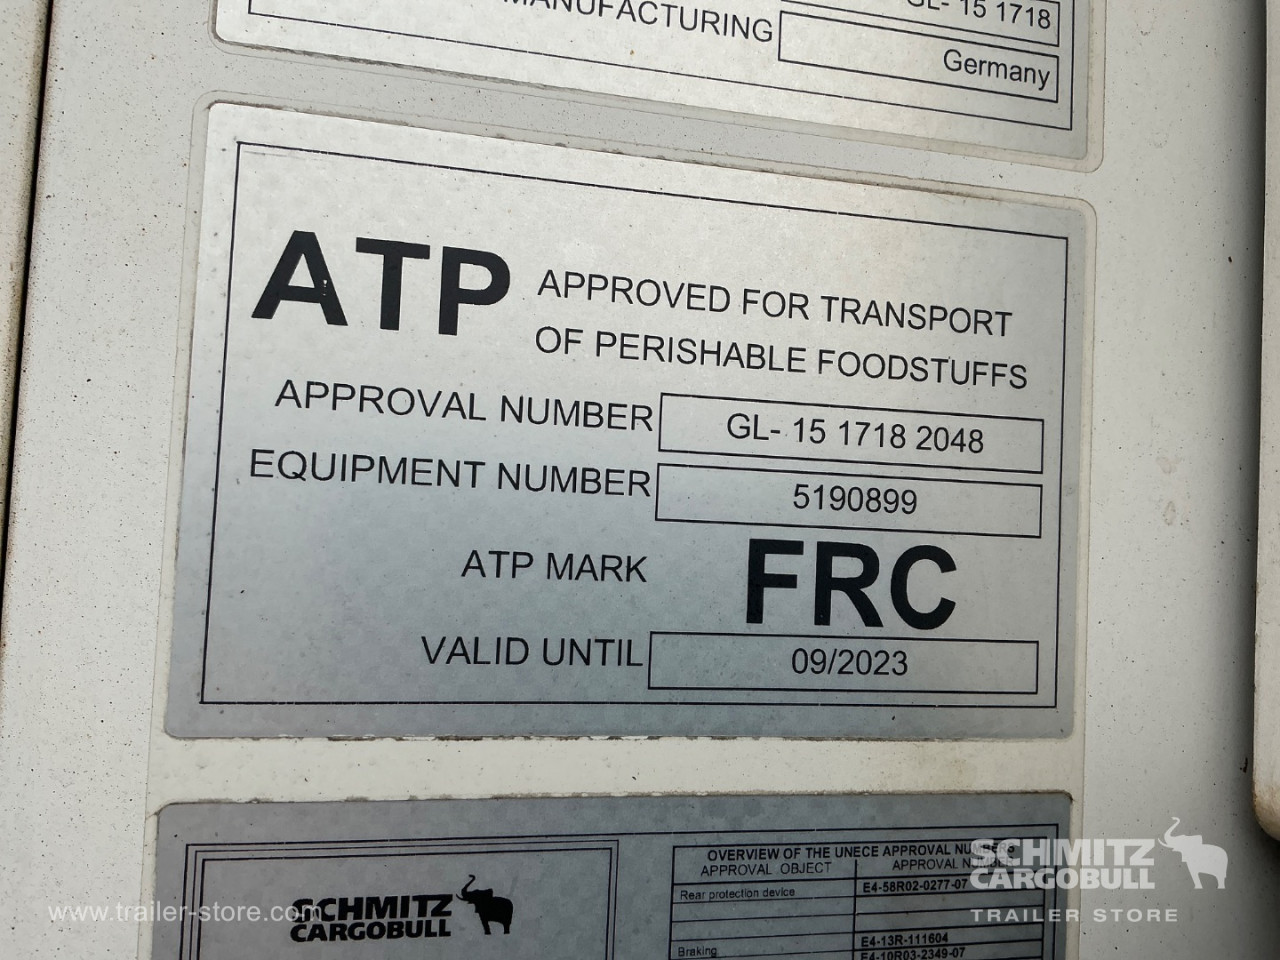 GL- 15 1718
MANUFACTURING
Germany
ATP APPROVED FOR TRANSPORT
OF PERISHABLE FOODSTUFFS
APPROVAL NUMBER GL- 15 1718 2048
EQUIPMENT NUMBER 5190899
ATP MARK FRC
VALID UNTIL 09/2023
SCHMITZ
CARGOBULL
OVERVIEW OF THE UNECE APPROVAL NUMBERS
APPROVAL OBJECT APPROVAL NUMBER
Rear protection device E4-58R02-0277-07
E4-13R-111604
Braking E4-10R03-2349-07
www.trailer-store.com
SCHMITZ
CARGOBULL
TRAILER STORE